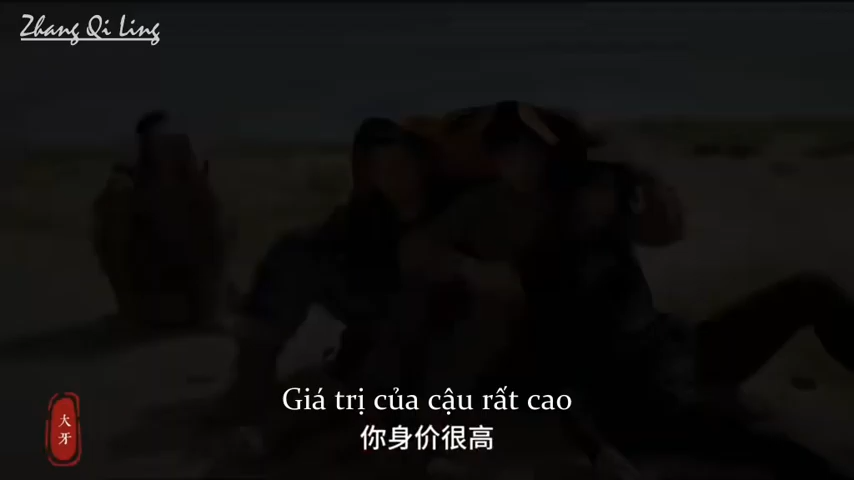 Zhang Qi Ling
Giá trị của cậu rất cao
你身价很高
大牙